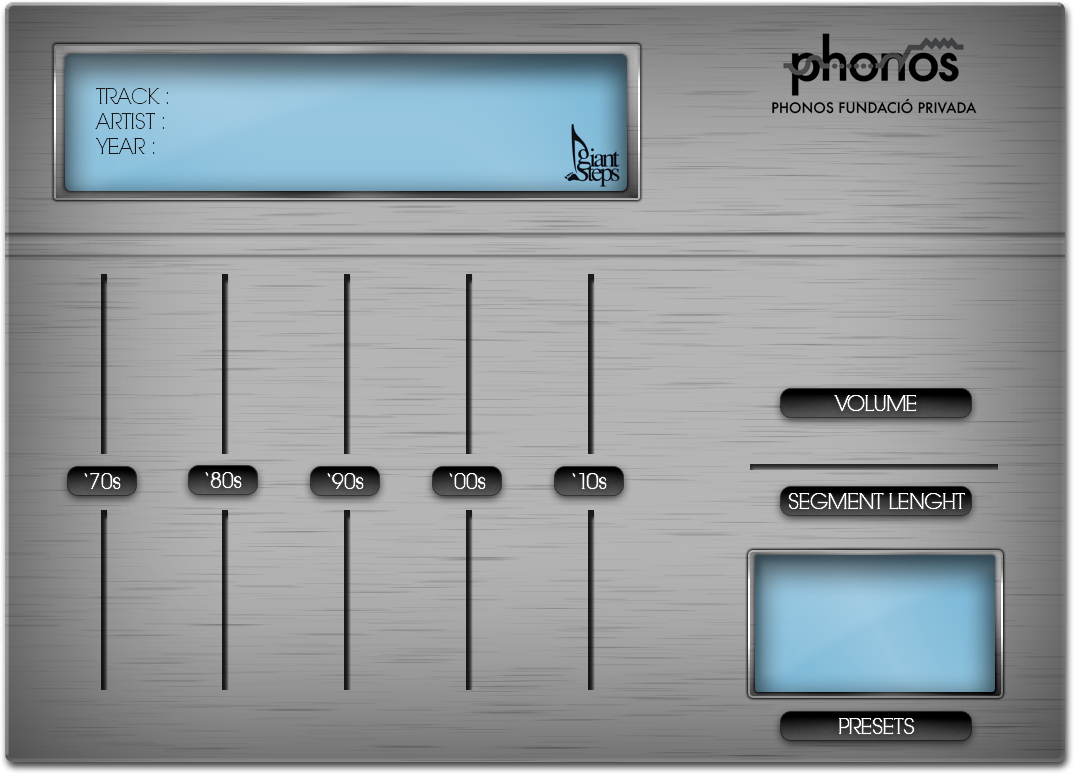 TRACK :
ARTIST :
YEAR :
giant
steps
phonos
PHONOS FUNDACIÓ PRIVADA
‘70s
‘80s
‘90s
‘00s
‘10s
VOLUME
SEGMENT LENGHT
PRESETS